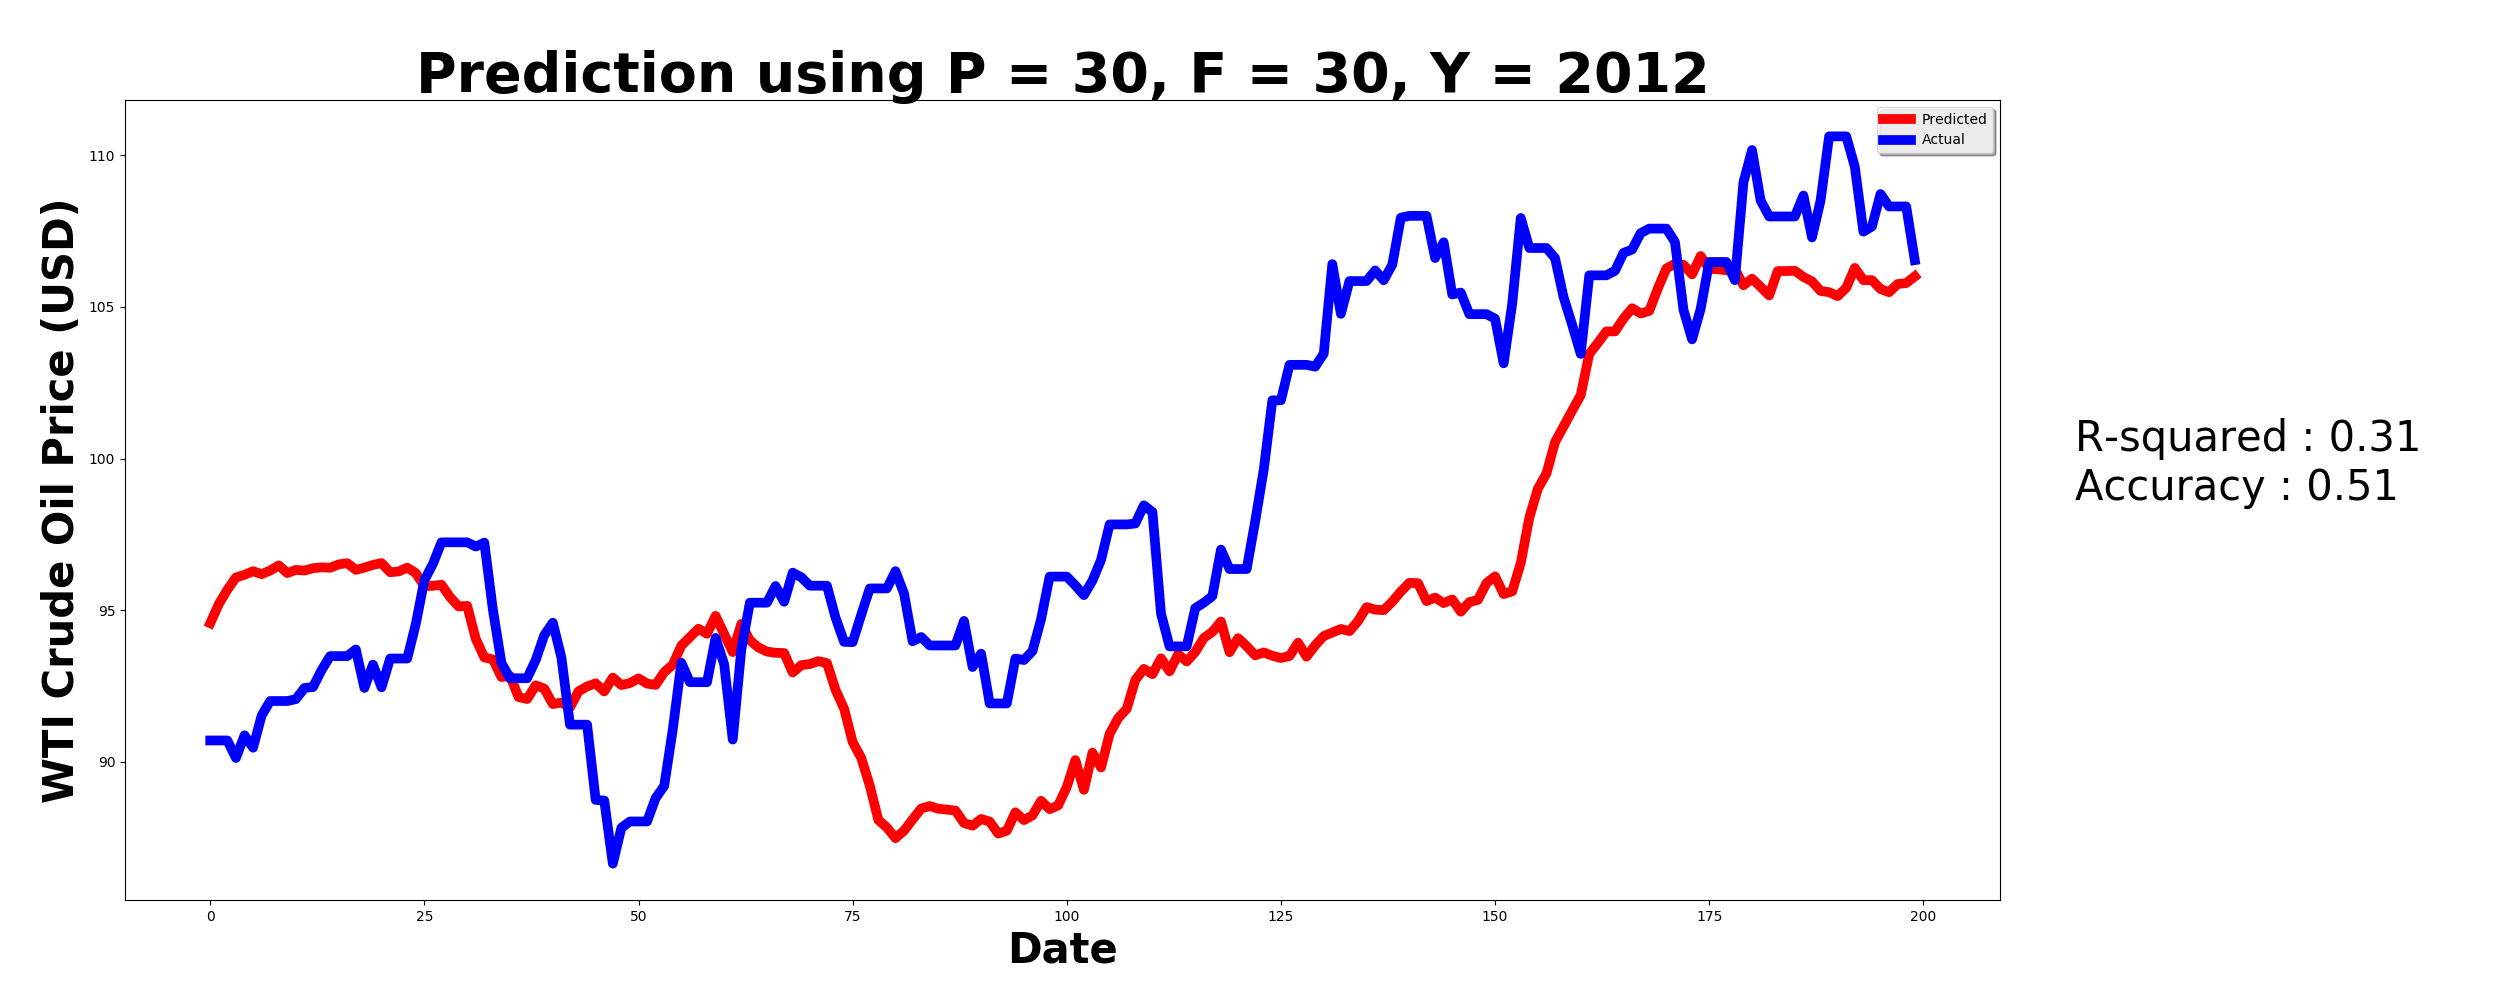 Prediction using P = 30, F = 30, Y = 2012
Predicted
Actual
WTI Crude Oil Price (USD)
110
105
100
95
90
0 25 50 75 100 125 150 175 200
Date
R-squared : 0.31
Accuracy : 0.51